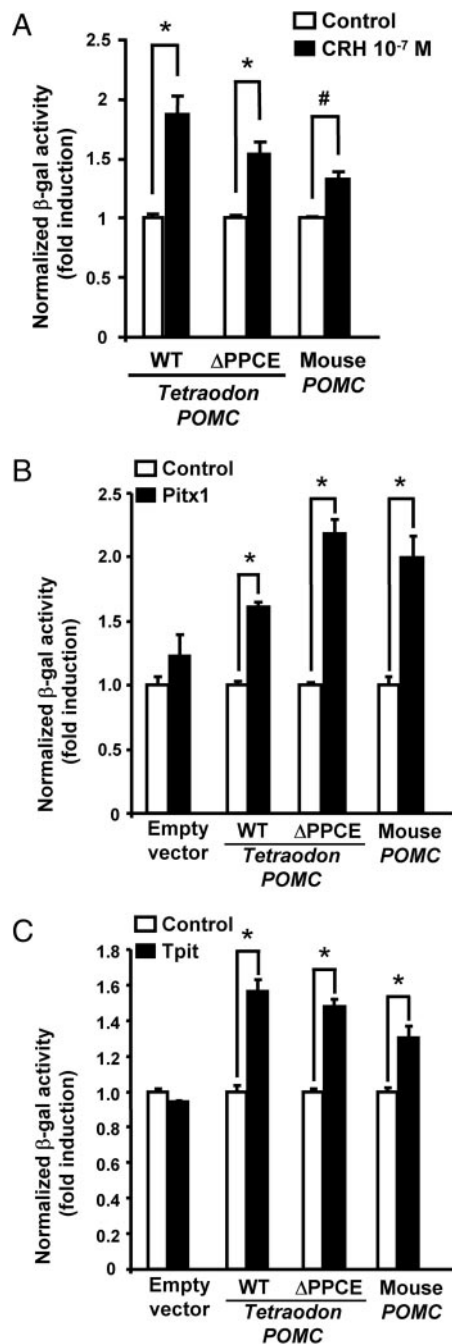 A
Control
CRH 10⁻⁷ M
Normalized β-gal activity
(fold induction)
2.5
2
1.5
1
0.5
*
*
#
WT
ΔPPCE
Mouse
POMC
Tetraodon
POMC
B
Control
Pitx1
Normalized β-gal activity
(fold induction)
2.5
2.0
1.5
1.0
0.5
0
*
*
*
Empty
vector
WT
ΔPPCE
Mouse
POMC
Tetraodon
POMC
C
Control
Tpit
Normalized β-gal activity
(fold induction)
1.8
1.6
1.4
1.2
1.0
0.8
0.6
0.4
0.2
0
*
*
*
Empty
vector
WT
ΔPPCE
Mouse
POMC
Tetraodon
POMC